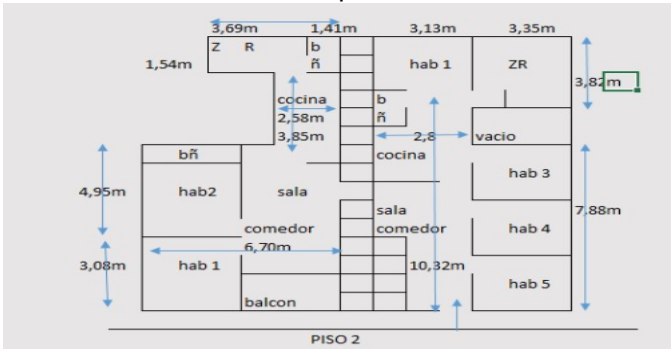 3,69m 1,41m 3,13m 3,35m
Z R b hab 1 ZR
1,54m ñ
3,82m
cocina b
2,58m ñ
3,85m 2,8 vacio
bñ cocina
hab 3
4,95m hab2 sala
sala 7,88m
comedor comedor hab 4
6,70m
3,08m hab 1 10,32m
hab 5
balcon
PISO 2